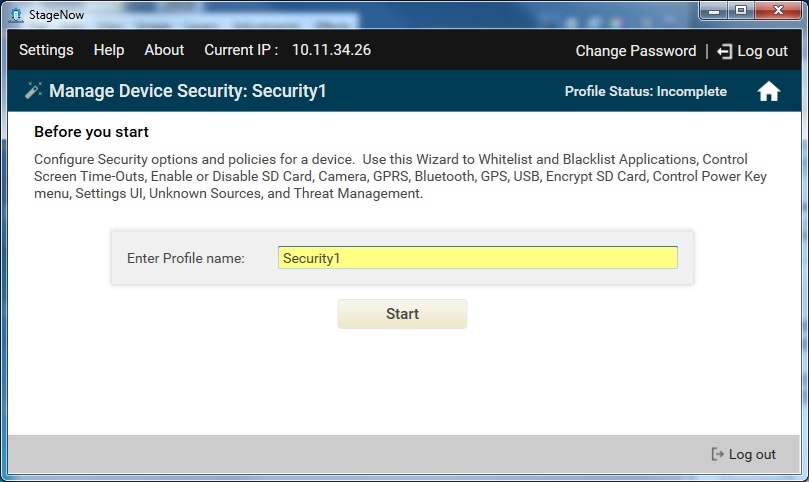 StageNow
Settings Help About Current IP : 10.11.34.26 Change Password | Log out
Manage Device Security: Security1 Profile Status: Incomplete
Before you start
Configure Security options and policies for a device. Use this Wizard to Whitelist and Blacklist Applications, Control
Screen Time-Outs, Enable or Disable SD Card, Camera, GPRS, Bluetooth, GPS, USB, Encrypt SD Card, Control Power Key
menu, Settings UI, Unknown Sources, and Threat Management.
Enter Profile name: Security1
Start
Log out